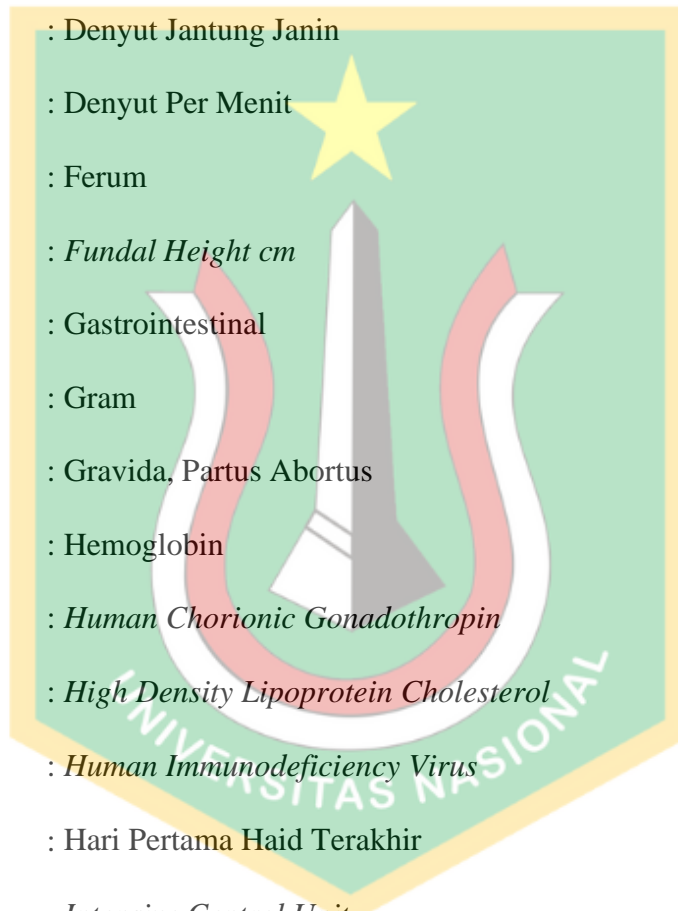 : Denyut Jantung Janin
: Denyut Per Menit
: Ferum
: Fundal Height cm
: Gastrointestinal
: Gram
: Gravida, Partus Abortus
: Hemoglobin
: Human Chorionic Gonadothropin
: High Density Lipoprotein Cholesterol
: Human Immunodeficiency Virus
: Hari Pertama Haid Terakhir
UNIVERSITAS NASIONAL